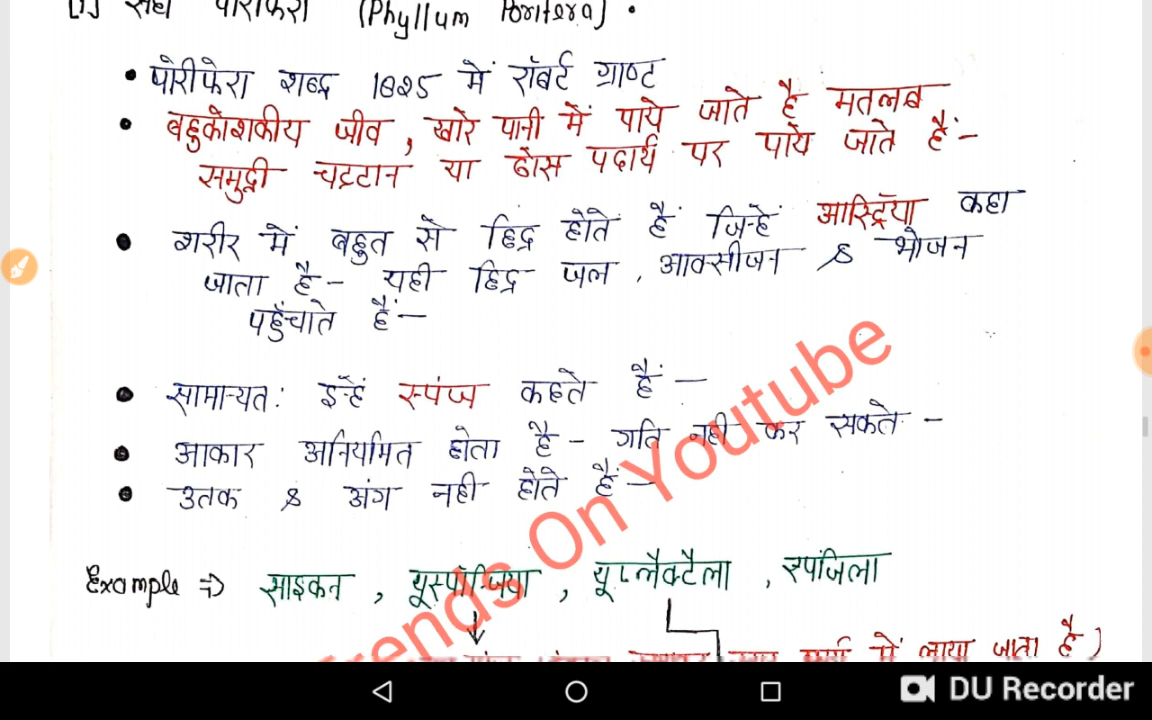 पोरीफेरा (Phyllum Porifera) •
• पोरीफेरा शब्द 1825 में रॉबर्ट ग्राण्ट
• बहुकोशकीय जीव , खारे पानी में पाये जाते है मतलब
समुद्री चट्टान या ठोस पदार्थ पर पाये जाते हैं:-
• शरीर में बहुत से छिद्र होते हैं जिन्हें आस्ट्रिया कहा
जाता है - यही छिद्र जल , आक्सीजन & भोजन
पहुँचाते हैं -
• सामान्यत: इन्हें स्पंज कहते हैं -
• आकार अनियमित होता है - गति नही कर सकते -
• उतक & अंग नही होते हैं -
Example => साइकन , यूस्पॉन्जिया , यूप्लैक्टैला , स्पंजिला
में लाया जाता है )
Trends On Youtube
DU Recorder